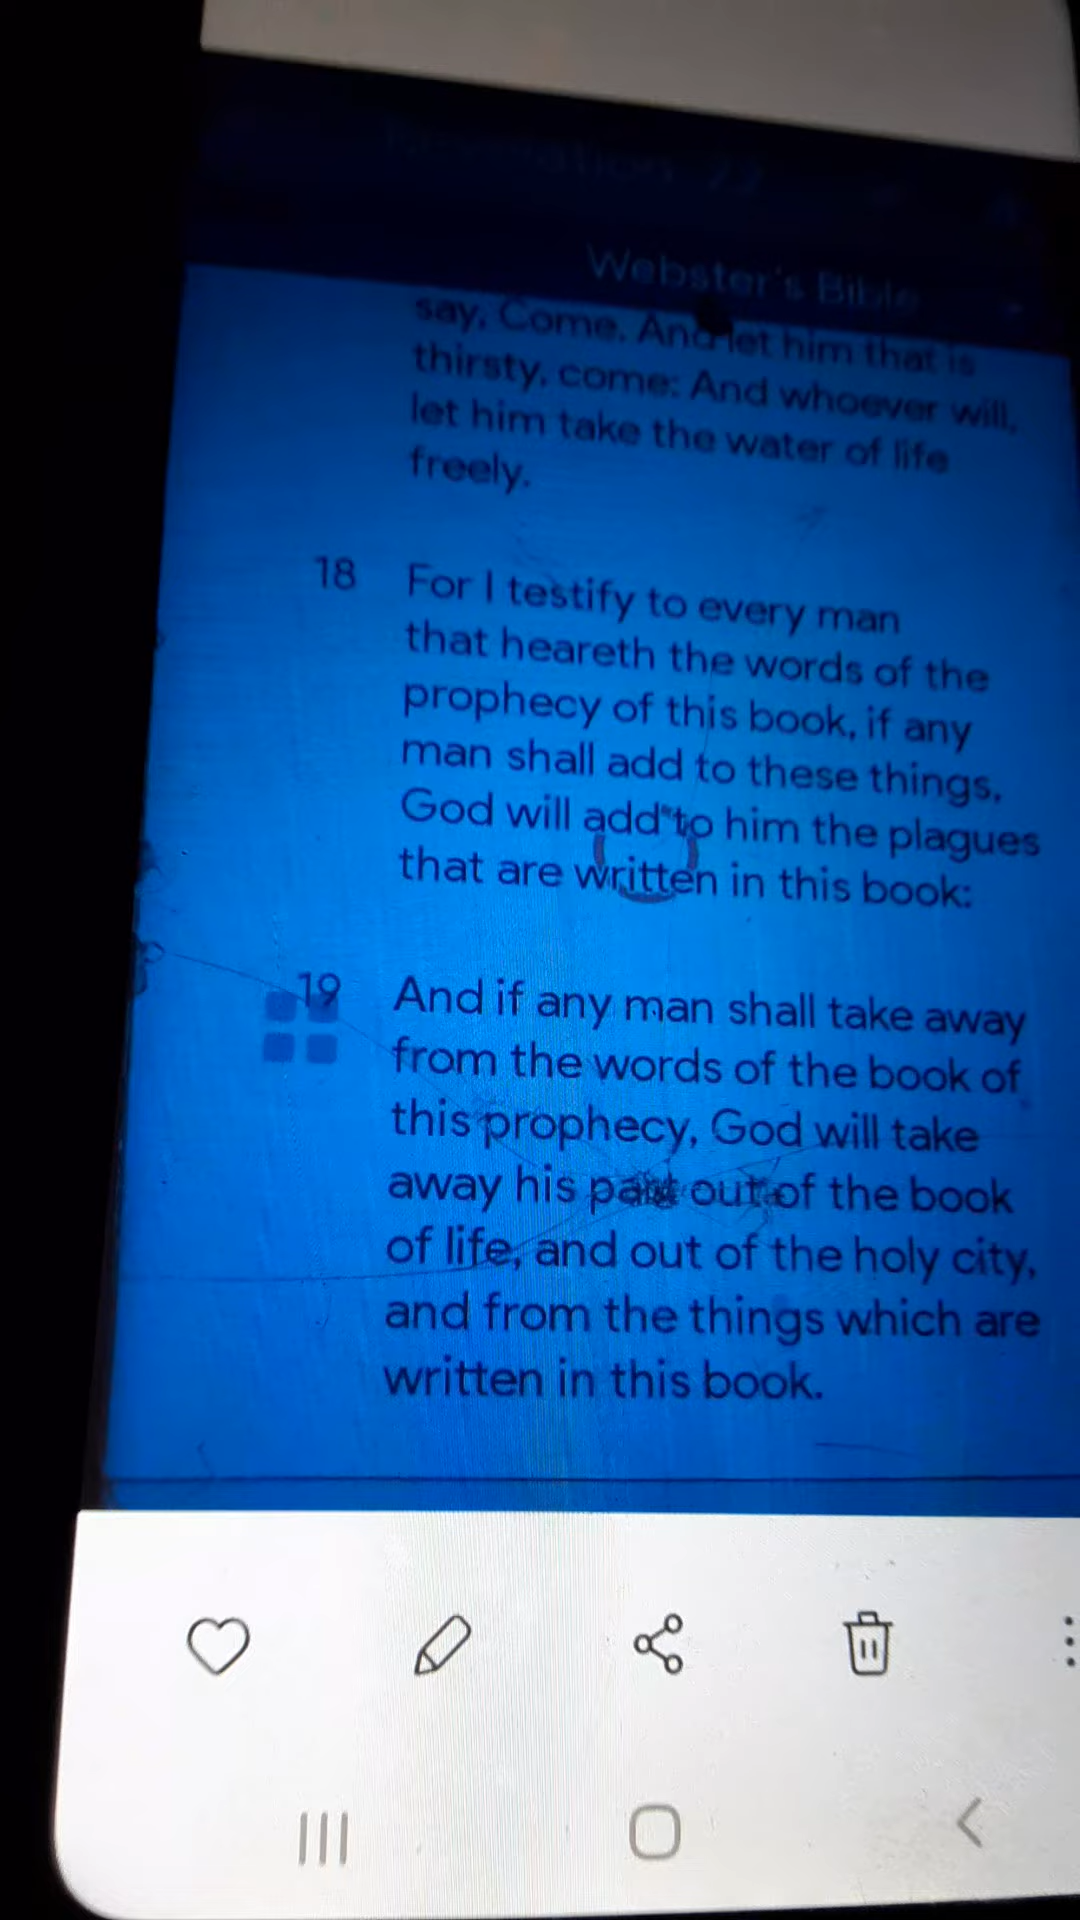 Revelation 22
Webster's Bible
say, Come. And let him that is
thirsty, come: And whoever will,
let him take the water of life
freely.
18 For I testify to every man
that heareth the words of the
prophecy of this book, if any
man shall add to these things,
God will add to him the plagues
that are written in this book:
19 And if any man shall take away
from the words of the book of
this prophecy, God will take
away his part out of the book
of life, and out of the holy city,
and from the things which are
written in this book.